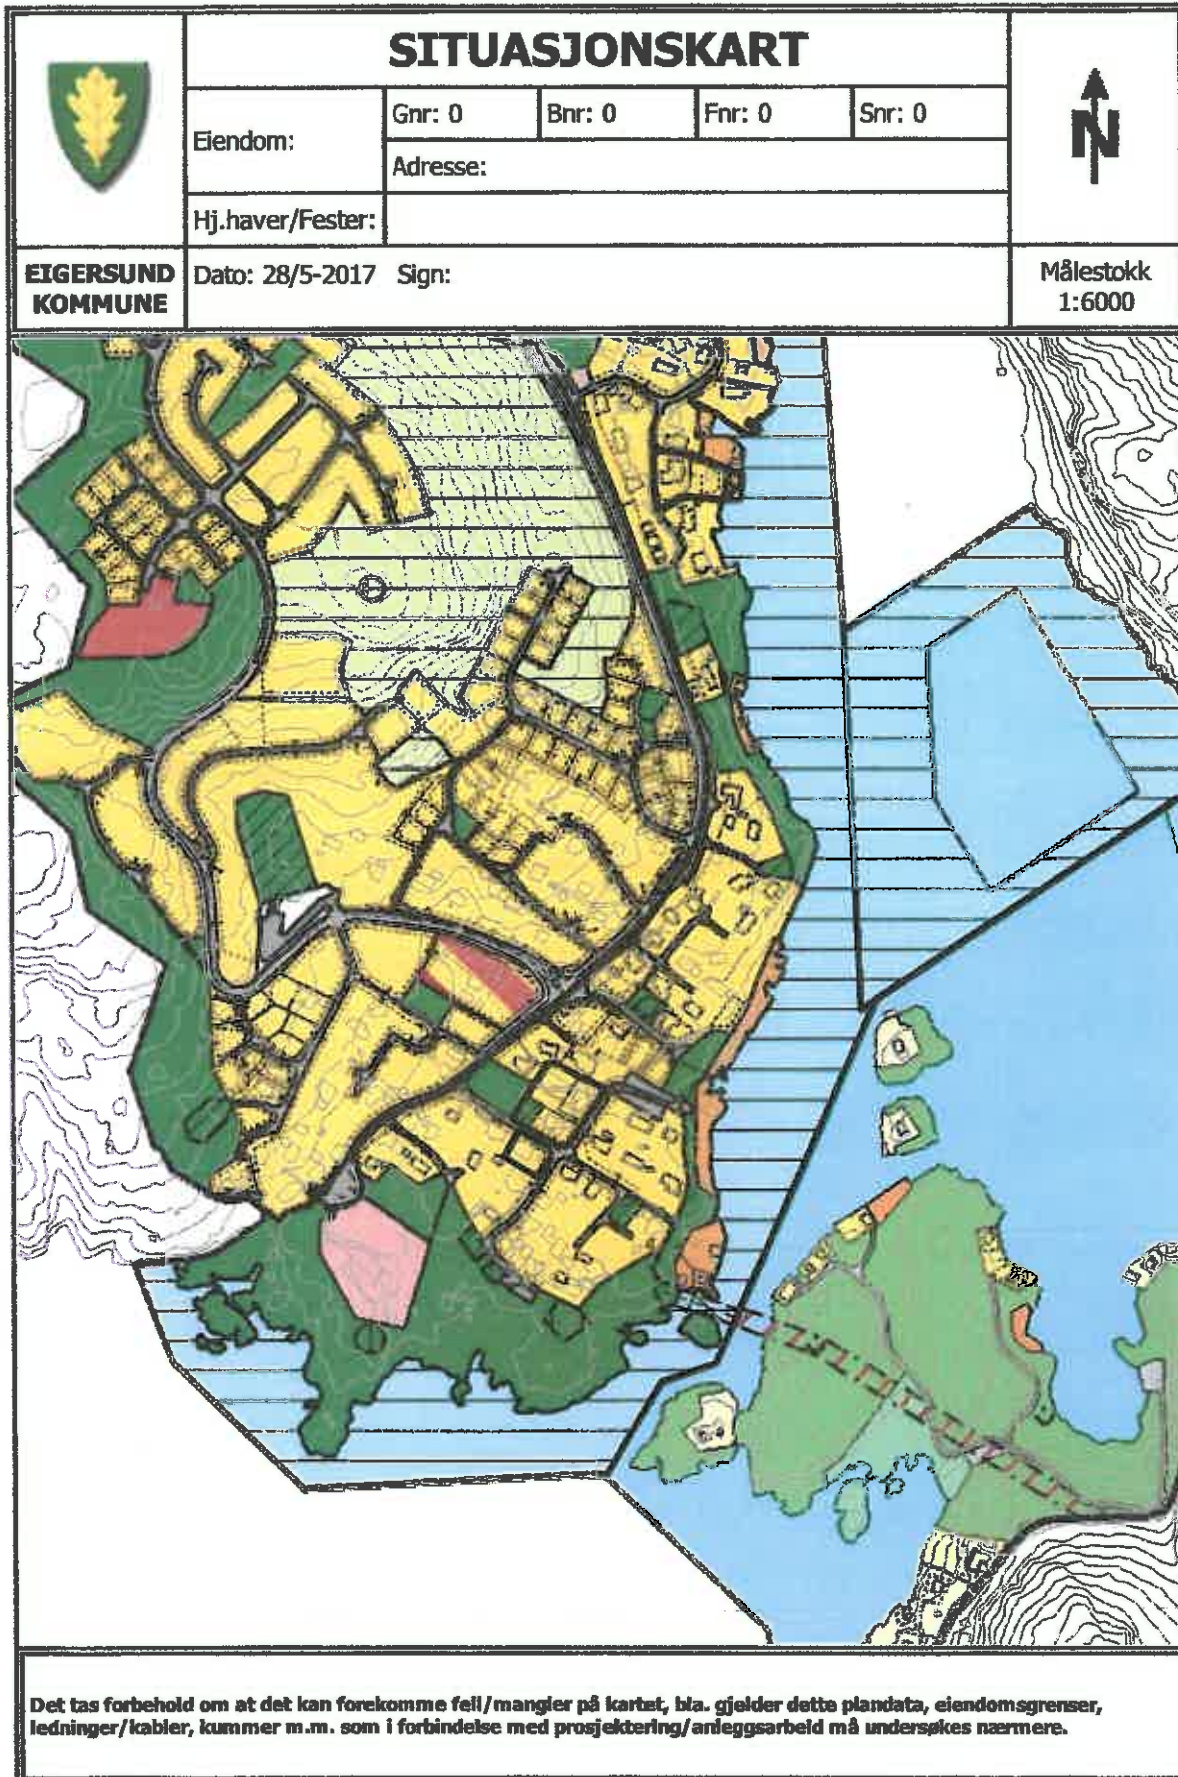 SITUASJONSKART
Eiendom:
Gnr: 0
Bnr: 0
Fnr: 0
Snr: 0
Adresse:
Hj.haver/Fester:
N
EIGERSUND
KOMMUNE
Dato: 28/5-2017 Sign:
Målestokk
1:6000
Det tas forbehold om at det kan forekomme feil/mangler på kartet, bla. gjelder dette plandata, eiendomsgrenser,
ledninger/kabler, kummer m.m. som i forbindelse med prosjektering/anleggsarbeid må undersøkes nærmere.